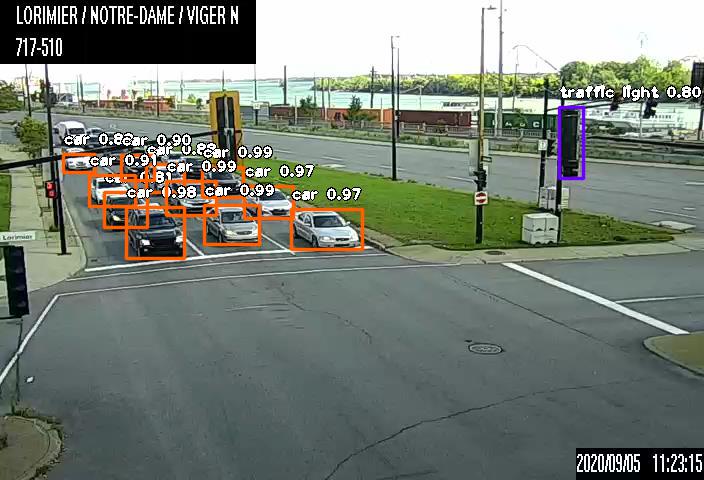 LORIMIER / NOTRE-DAME / VIGER N
717-510
traffic light 0.80
car 0.90
car 0.99
car 0.91
car 0.99
car 0.97
car 0.98
car 0.99
car 0.97
Lorimier
2020/09/05 11:23:15